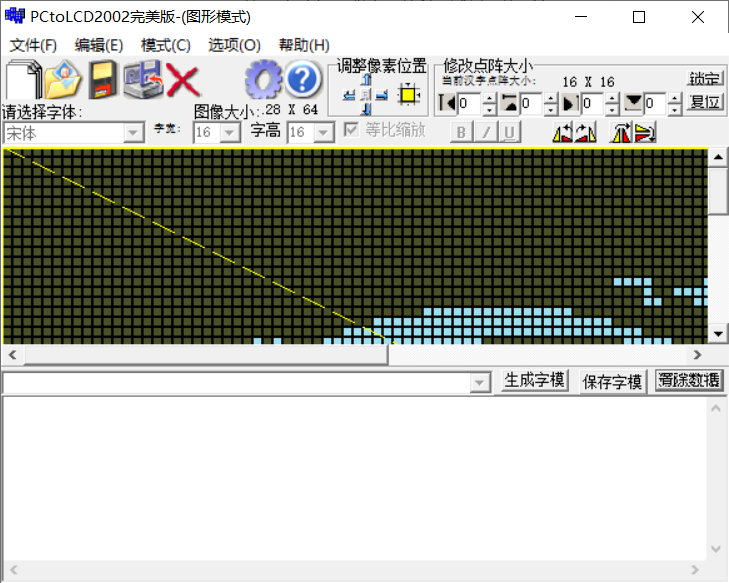 PCtoLCD2002完美版-(图形模式)
文件(F) 编辑(E) 模式(C) 选项(O) 帮助(H)
调整像素位置 修改点阵大小
当前汉字点阵大小: 16 X 16 锁定
0 0 0 0 复位
请选择字体: 图像大小: 28 X 64
宋体 字宽: 16 字高 16 等比缩放 B I U
生成字模 保存字模 清除数据